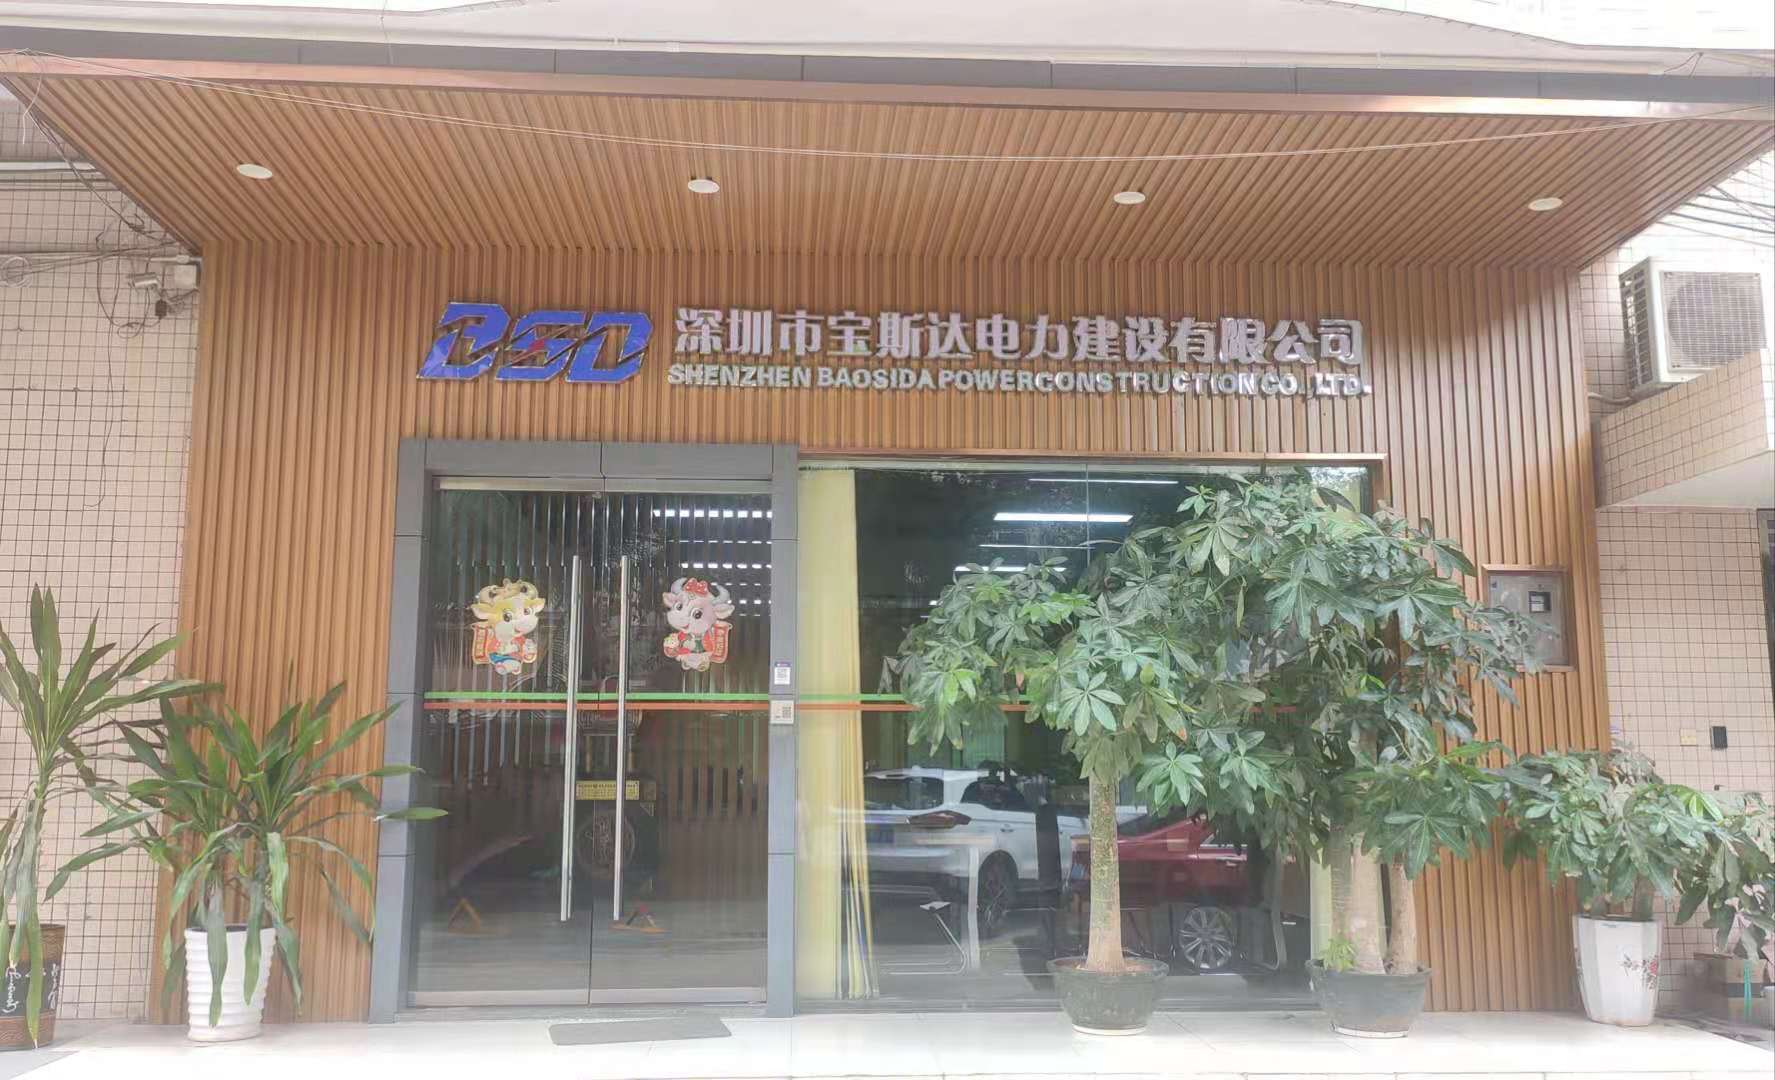 BSD
深圳市宝斯达电力建设有限公司
SHENZHEN BAOSIDA POWERCONSTRUCTION CO.,LTD.